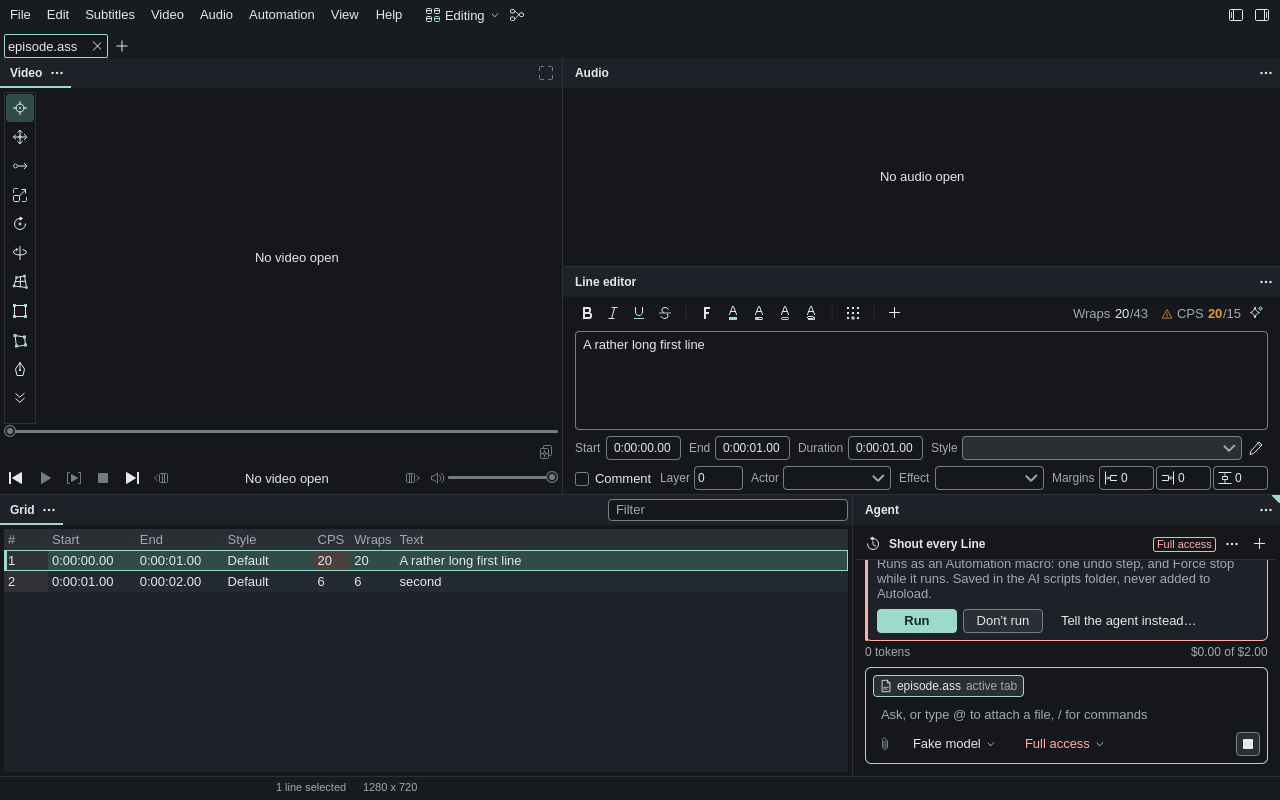 File Edit Subtitles Video Audio Automation View Help Editing
episode.ass
Video
Audio
No video open
No audio open
Line editor
B I U S F A A A A Wraps 20/43 CPS 20/15
A rather long first line
Start 0:00:00.00 End 0:00:01.00 Duration 0:00:01.00 Style
No video open
Comment Layer 0 Actor Effect Margins 0 0 0
Grid
Filter
# Start End Style CPS Wraps Text
1 0:00:00.00 0:00:01.00 Default 20 20 A rather long first line
2 0:00:01.00 0:00:02.00 Default 6 6 second
Agent
Shout every Line Full access
Runs as an Automation macro: one undo step, and Force stop
while it runs. Saved in the AI scripts folder, never added to
Autoload.
Run Don't run Tell the agent instead…
0 tokens $0.00 of $2.00
episode.ass active tab
Ask, or type @ to attach a file, / for commands
Fake model Full access
1 line selected 1280 x 720